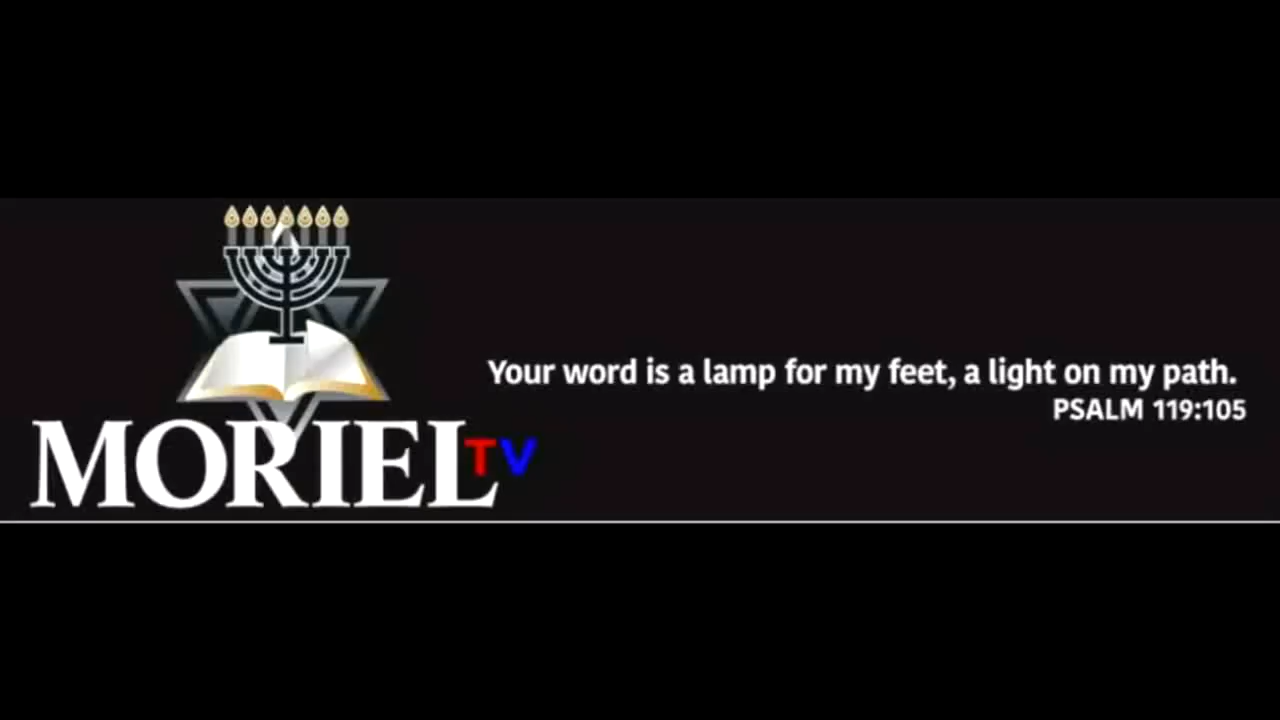 Your word is a lamp for my feet, a light on my path.
PSALM 119:105
MORIEL TV